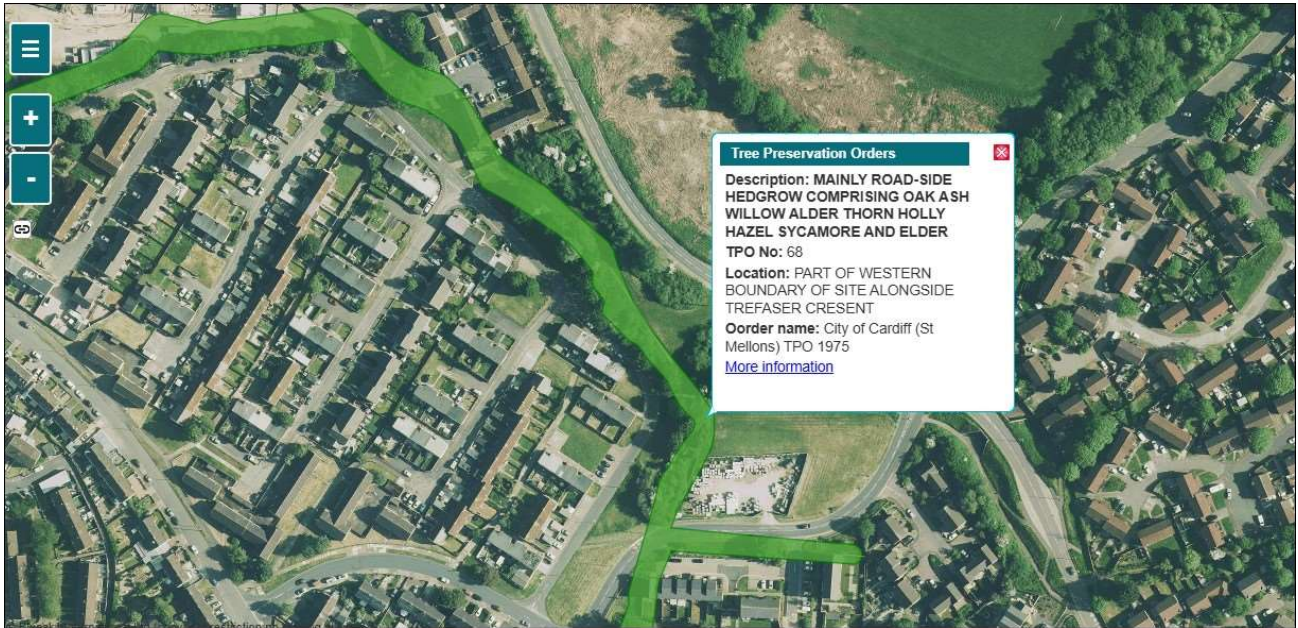 Tree Preservation Orders
Description: MAINLY ROAD-SIDE
HEDGROW COMPRISING OAK ASH
WILLOW ALDER THORN HOLLY
HAZEL SYCAMORE AND ELDER
TPO No: 68
Location: PART OF WESTERN
BOUNDARY OF SITE ALONGSIDE
TREFASER CRESENT
Oorder name: City of Cardiff (St
Mellons) TPO 1975
More information